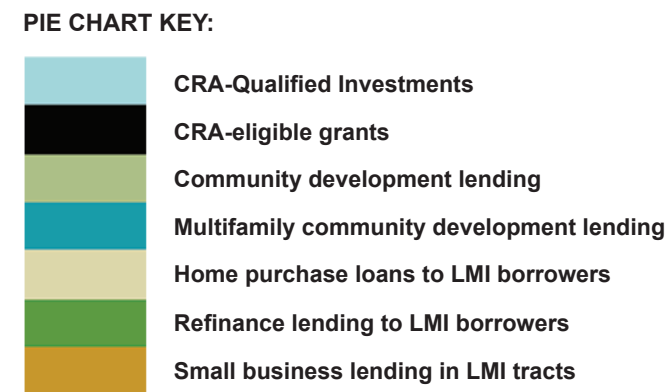 PIE CHART KEY:
CRA-Qualified Investments
CRA-eligible grants
Community development lending
Multifamily community development lending
Home purchase loans to LMI borrowers
Refinance lending to LMI borrowers
Small business lending in LMI tracts